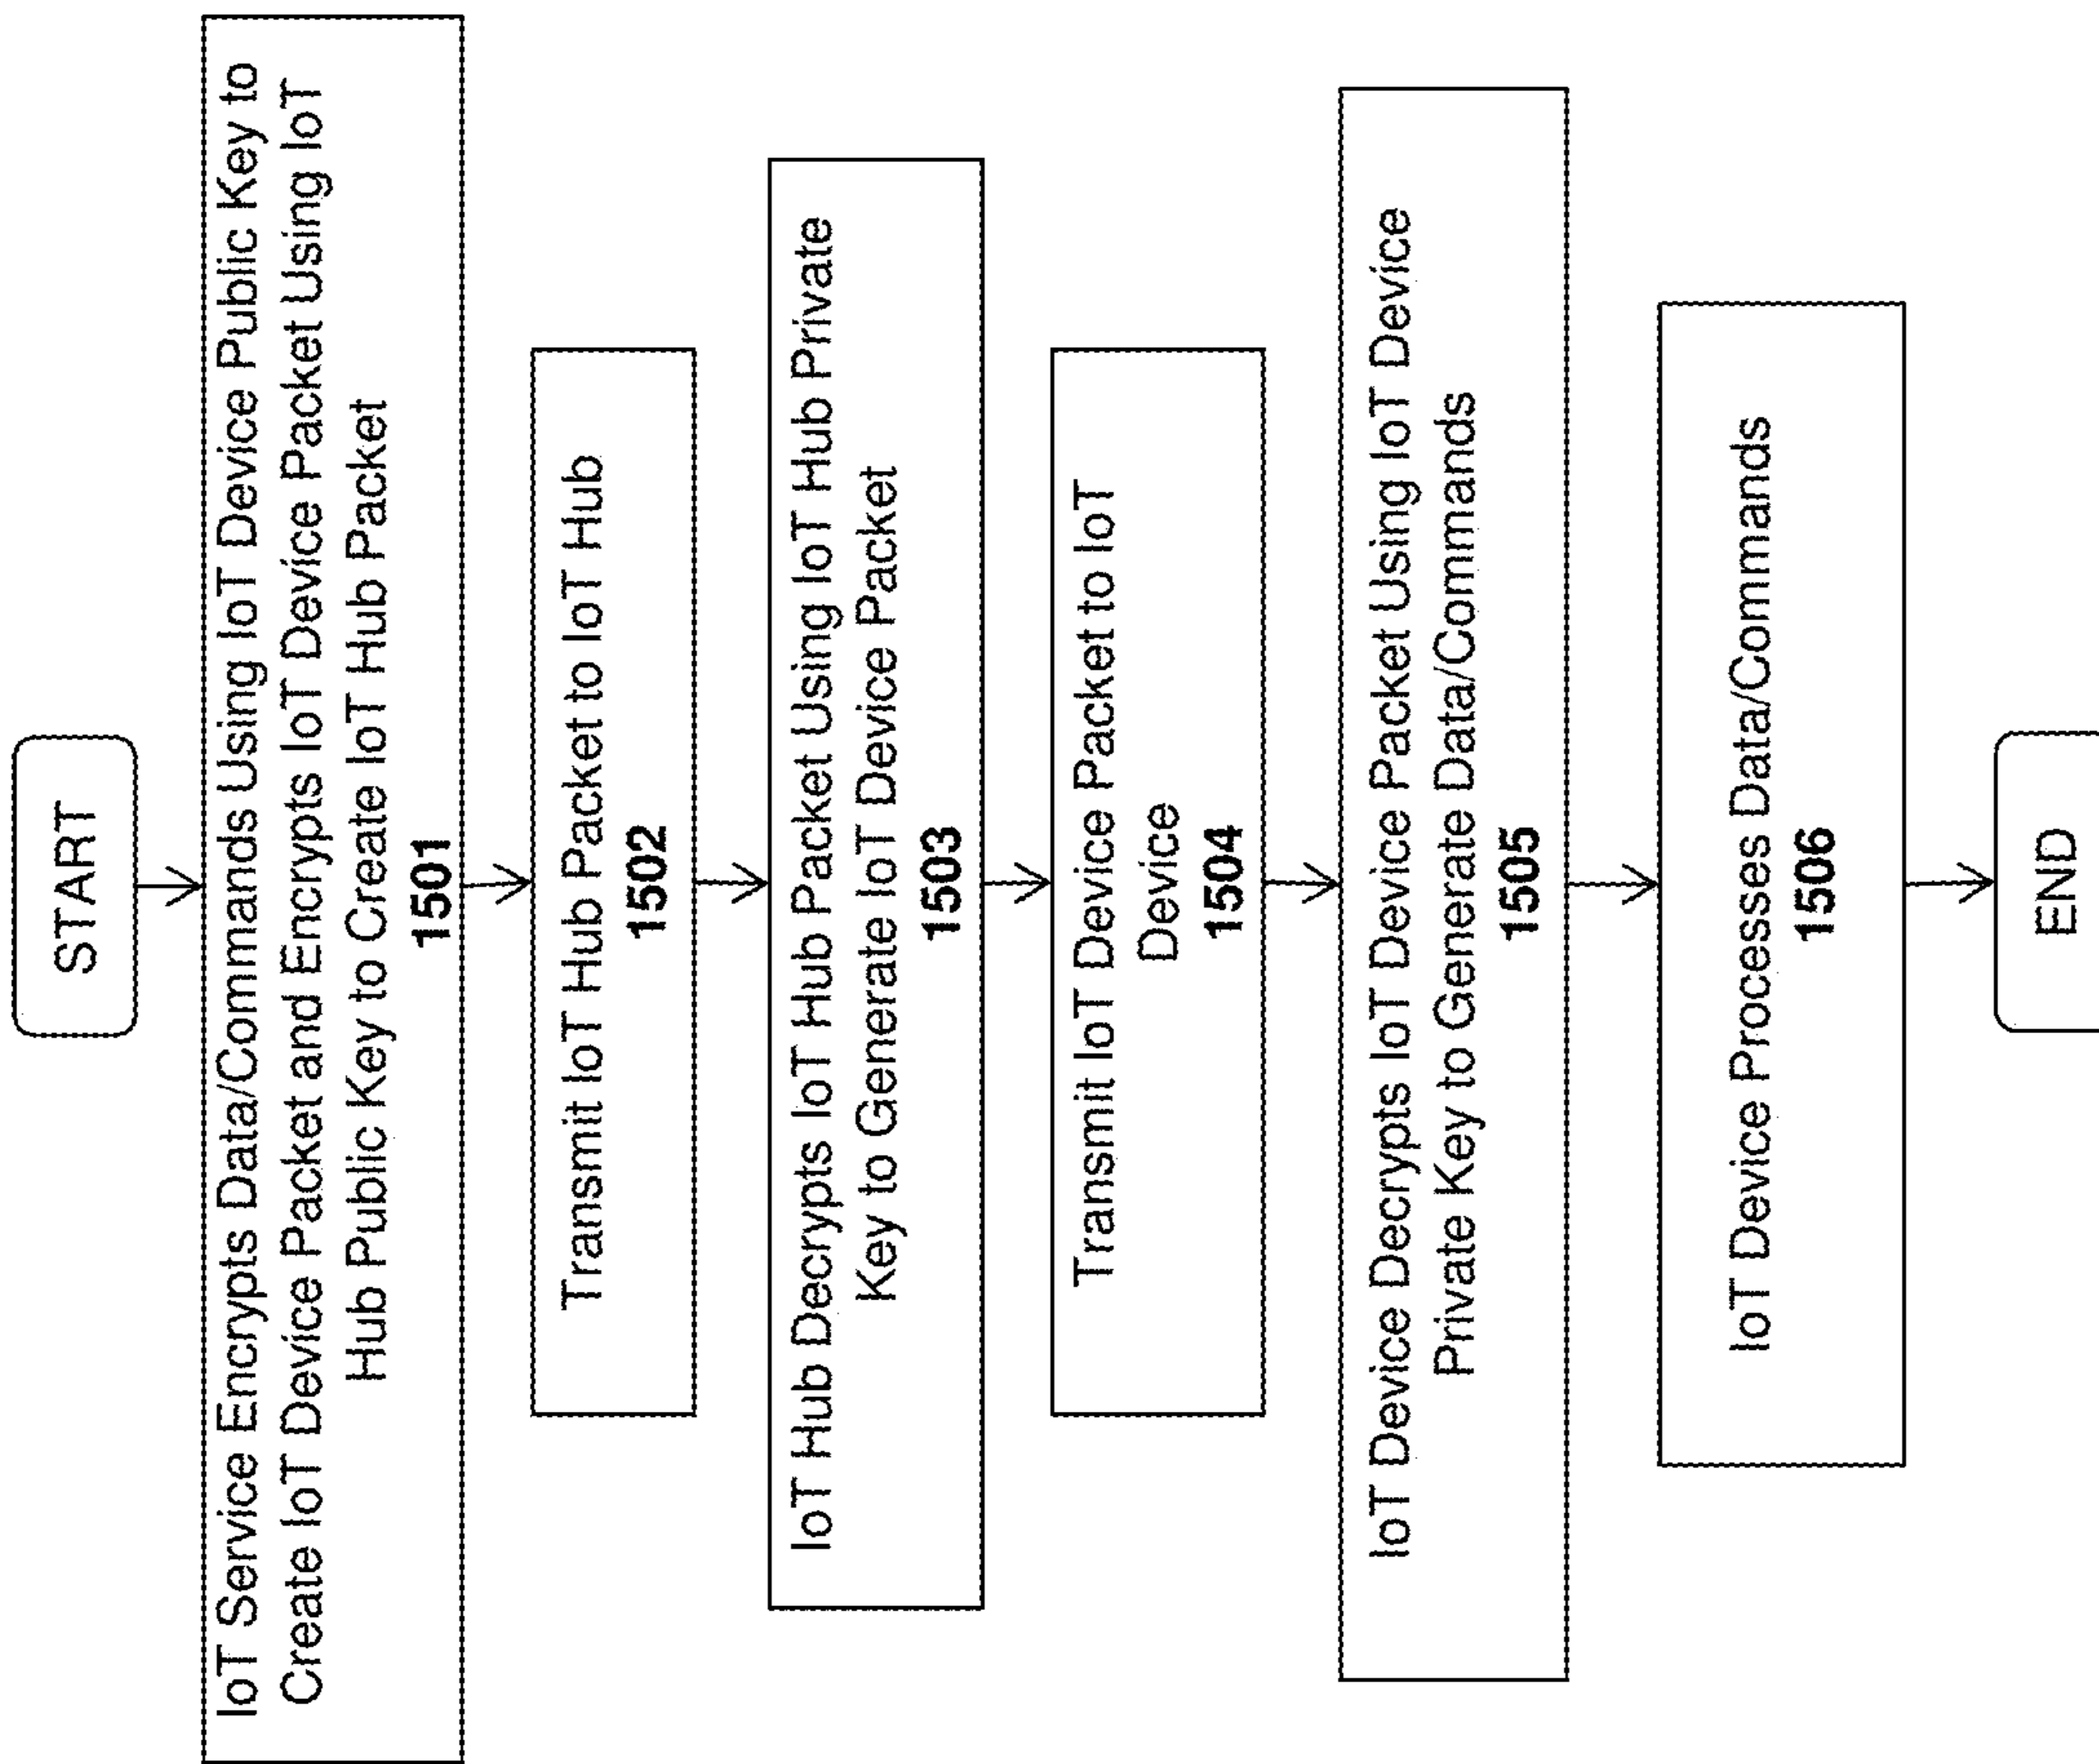 START
IoT Service Encrypts Data/Commands Using IoT Device Public Key to
Create IoT Device Packet and Encrypts IoT Device Packet Using IoT
Hub Public Key to Create IoT Hub Packet
1501
Transmit IoT Hub Packet to IoT Hub
1502
IoT Hub Decrypts IoT Hub Packet Using IoT Hub Private
Key to Generate IoT Device Packet
1503
Transmit IoT Device Packet to IoT
Device
1504
IoT Device Decrypts IoT Device Packet Using IoT Device
Private Key to Generate Data/Commands
1505
IoT Device Processes Data/Commands
1506
END